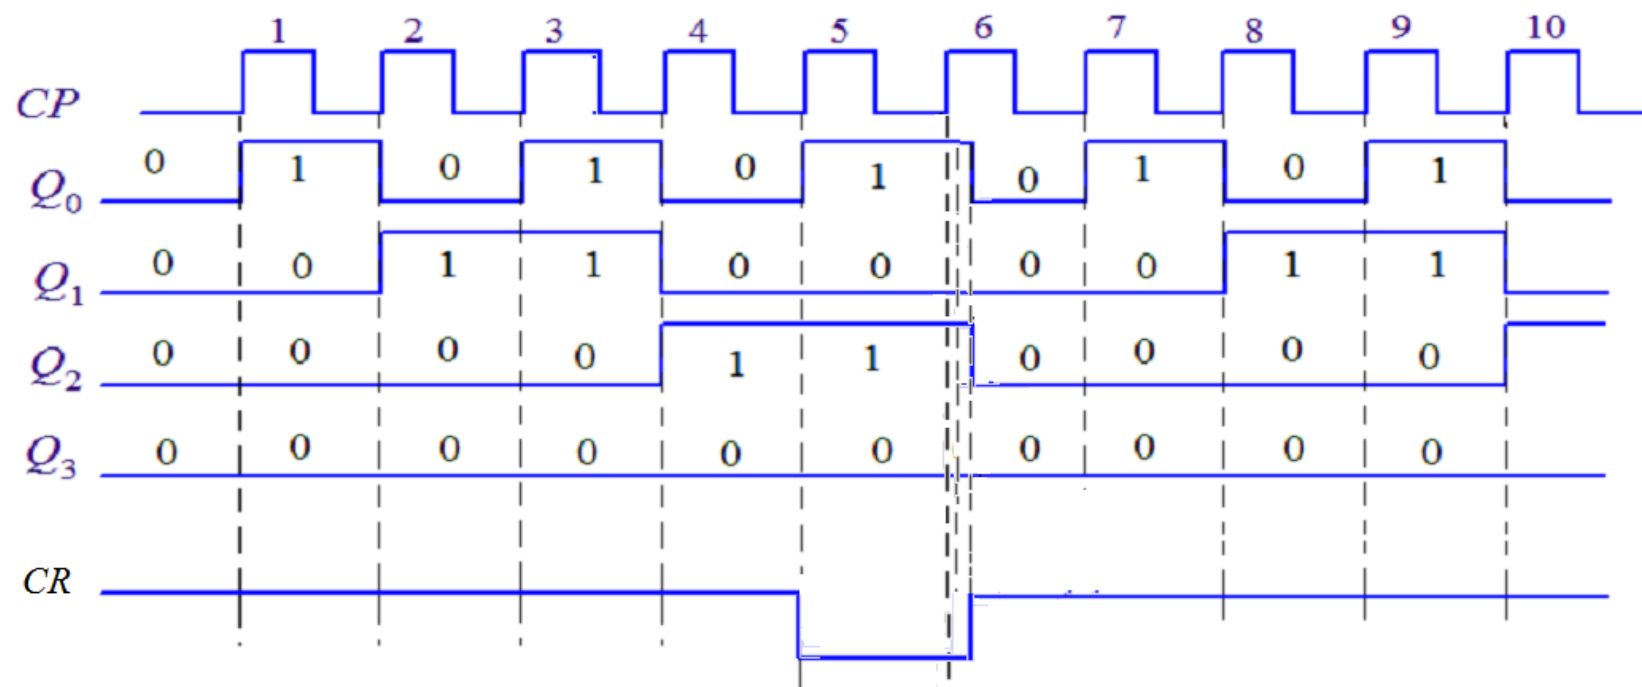 1 2 3 4 5 6 7 8 9 10
CP
Q0 0 1 0 1 0 1 0 1 0 1
Q1 0 0 1 1 0 0 0 0 1 1
Q2 0 0 0 0 1 1 0 0 0 0
Q3 0 0 0 0 0 0 0 0 0 0
CR